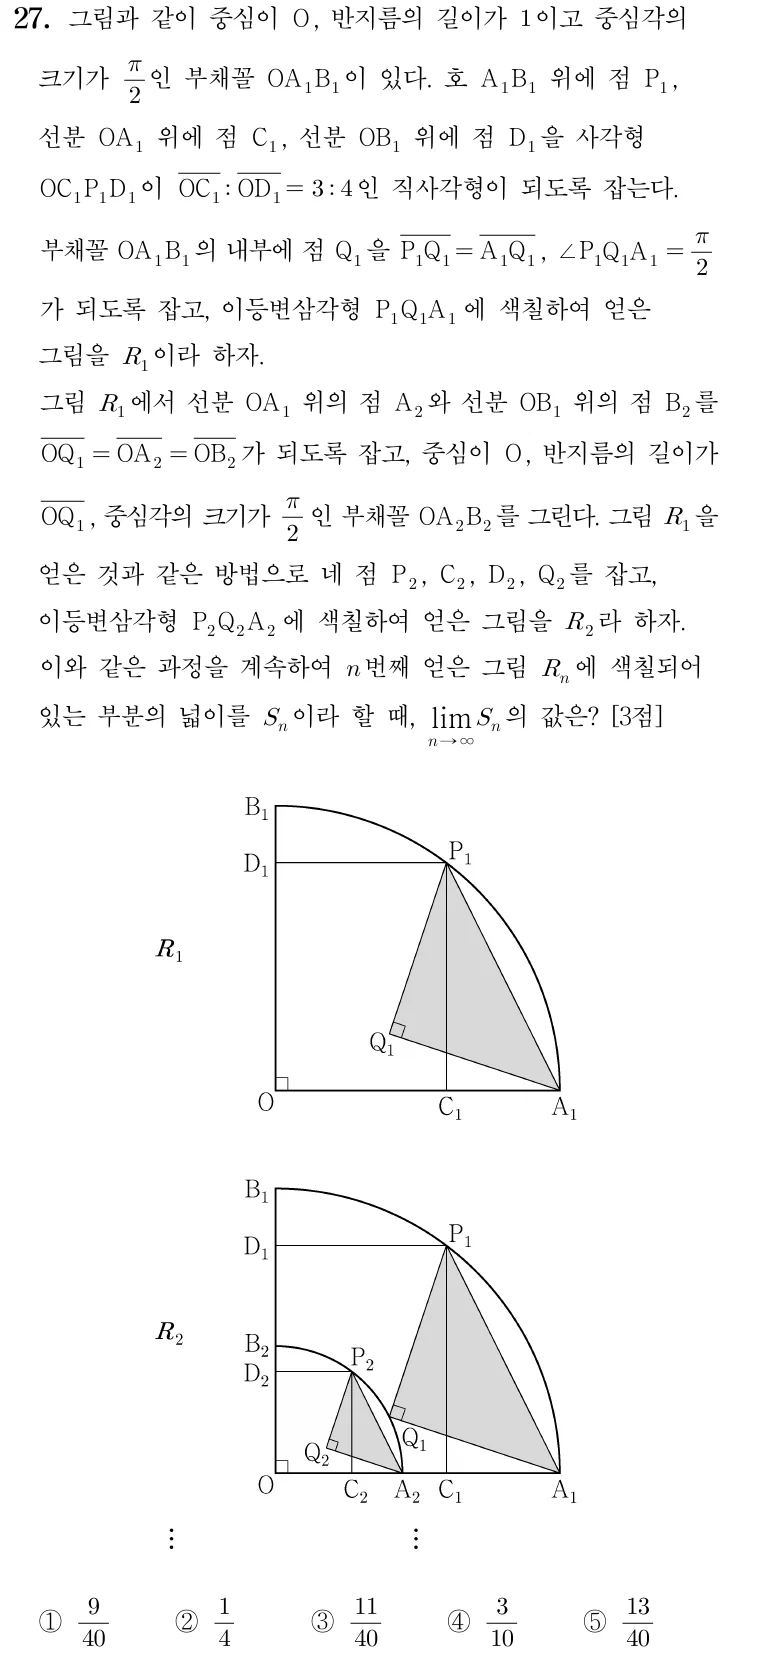 27. 그림과 같이 중심이 O, 반지름의 길이가 1이고 중심각의
크기가 π/2인 부채꼴 OA₁B₁이 있다. 호 A₁B₁ 위에 점 P₁,
선분 OA₁ 위에 점 C₁, 선분 OB₁ 위에 점 D₁을 사각형
OC₁P₁D₁이 O̅C̅₁ : O̅D̅₁ = 3 : 4인 직사각형이 되도록 잡는다.
부채꼴 OA₁B₁의 내부에 점 Q₁을 P̅₁Q̅₁ = A̅₁Q̅₁, ∠P₁Q₁A₁ = π/2
가 되도록 잡고, 이등변삼각형 P₁Q₁A₁에 색칠하여 얻은
그림을 R₁이라 하자.
그림 R₁에서 선분 OA₁ 위의 점 A₂와 선분 OB₁ 위의 점 B₂를
O̅Q̅₁ = O̅A̅₂ = O̅B̅₂가 되도록 잡고, 중심이 O, 반지름의 길이가
O̅Q̅₁, 중심각의 크기가 π/2인 부채꼴 OA₂B₂를 그린다. 그림 R₁을
얻은 것과 같은 방법으로 네 점 P₂, C₂, D₂, Q₂를 잡고,
이등변삼각형 P₂Q₂A₂에 색칠하여 얻은 그림을 R₂라 하자.
이와 같은 과정을 계속하여 n번째 얻은 그림 Rₙ에 색칠되어
있는 부분의 넓이를 Sₙ이라 할 때, lim n→∞ Sₙ의 값은? [3점]
B₁
D₁
P₁
R₁
Q₁
O
C₁
A₁
B₁
D₁
P₁
R₂
B₂
D₂
P₂
Q₂
Q₁
O
C₂
A₂
C₁
A₁
⋮ ⋮
① 9/40 ② 1/4 ③ 11/40 ④ 3/10 ⑤ 13/40